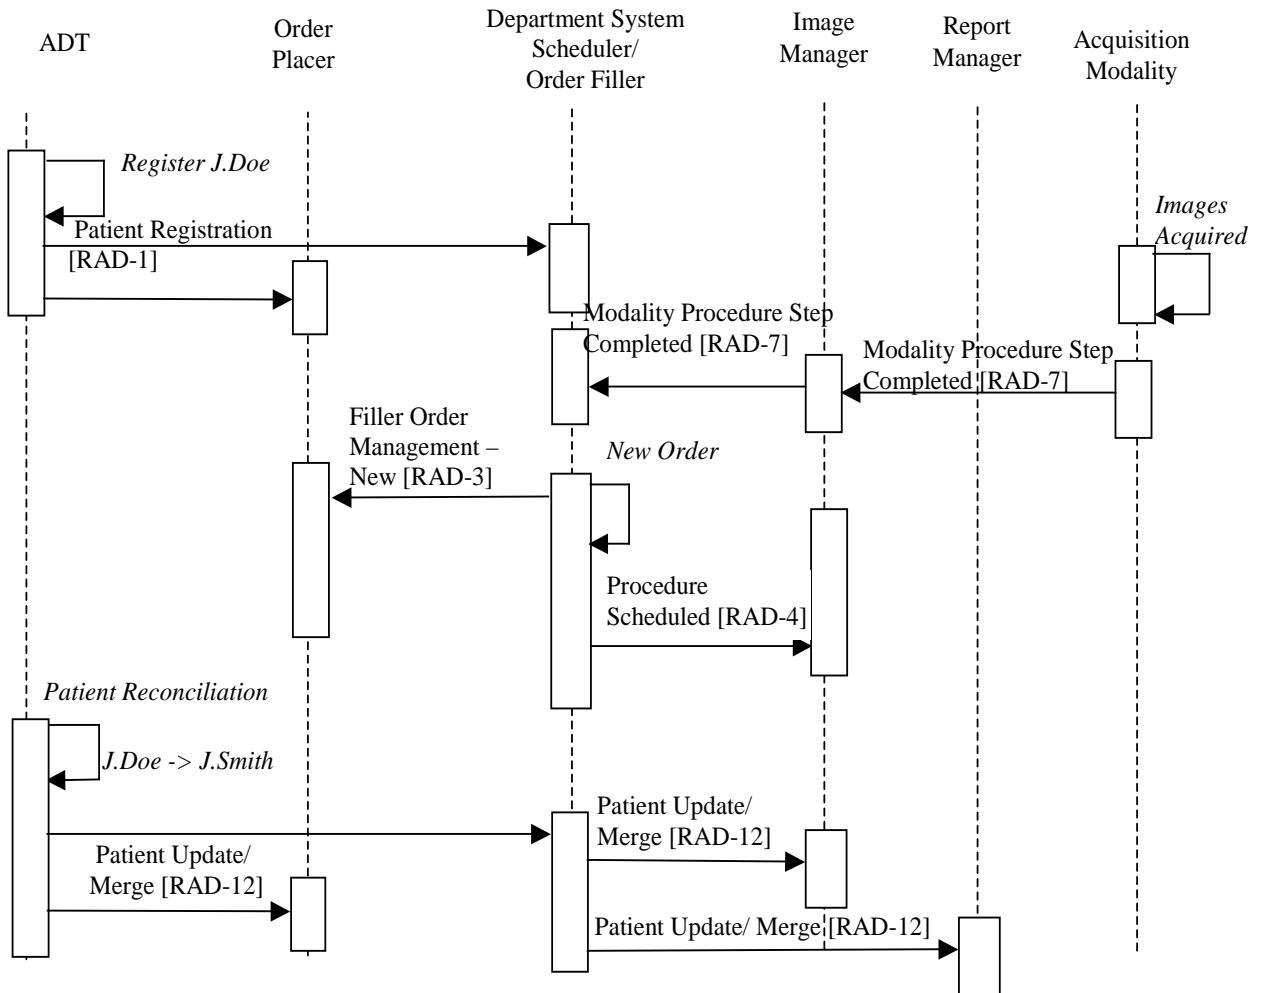 ADT
Order
Placer
Department System
Scheduler/
Order Filler
Image
Manager
Report
Manager
Acquisition
Modality
Register J.Doe
Patient Registration
[RAD-1]
Images
Acquired
Modality Procedure Step
Completed [RAD-7]
Modality Procedure Step
Completed [RAD-7]
Filler Order
Management –
New [RAD-3]
New Order
Procedure
Scheduled [RAD-4]
Patient Reconciliation
J.Doe -> J.Smith
Patient Update/
Merge [RAD-12]
Patient Update/
Merge [RAD-12]
Patient Update/ Merge [RAD-12]